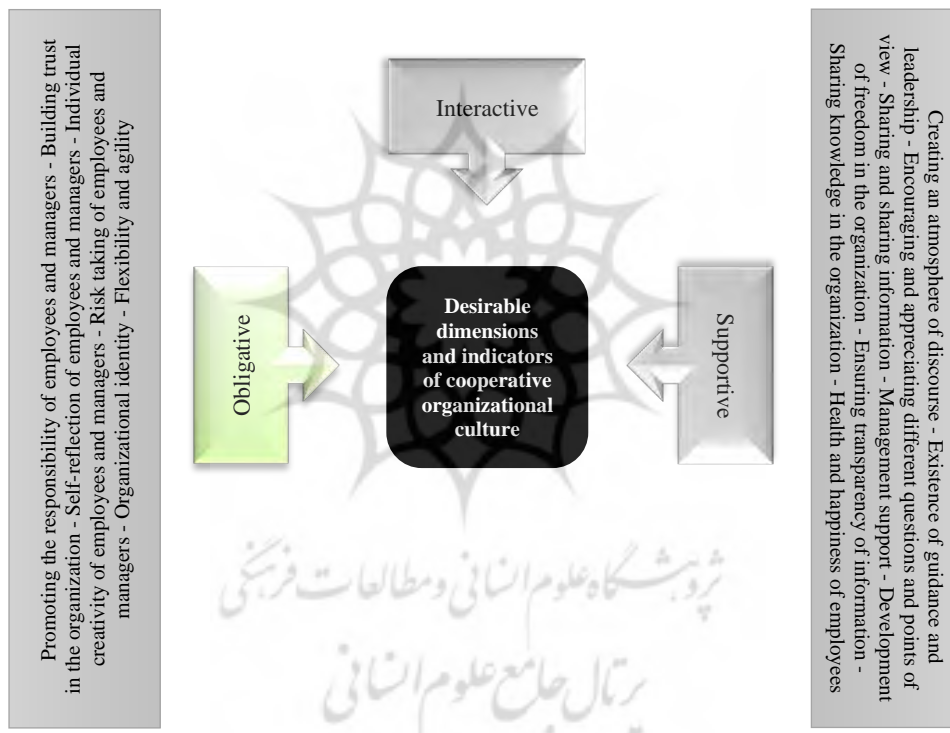 Promoting the responsibility of employees and managers - Building trust
in the organization - Self-reflection of employees and managers - Individual
creativity of employees and managers - Risk taking of employees and
managers - Organizational identity - Flexibility and agility
Obligative
Interactive
Desirable
dimensions
and indicators
of cooperative
organizational
culture
Supportive
Creating an atmosphere of discourse - Existence of guidance and
leadership - Encouraging and appreciating different questions and points of
view - Sharing and sharing information - Management support - Development
of freedom in the organization - Ensuring transparency of information -
Sharing knowledge in the organization - Health and happiness of employees
پژوهشگاه علوم انسانی و مطالعات فرهنگی
پرتال جامع علوم انسانی